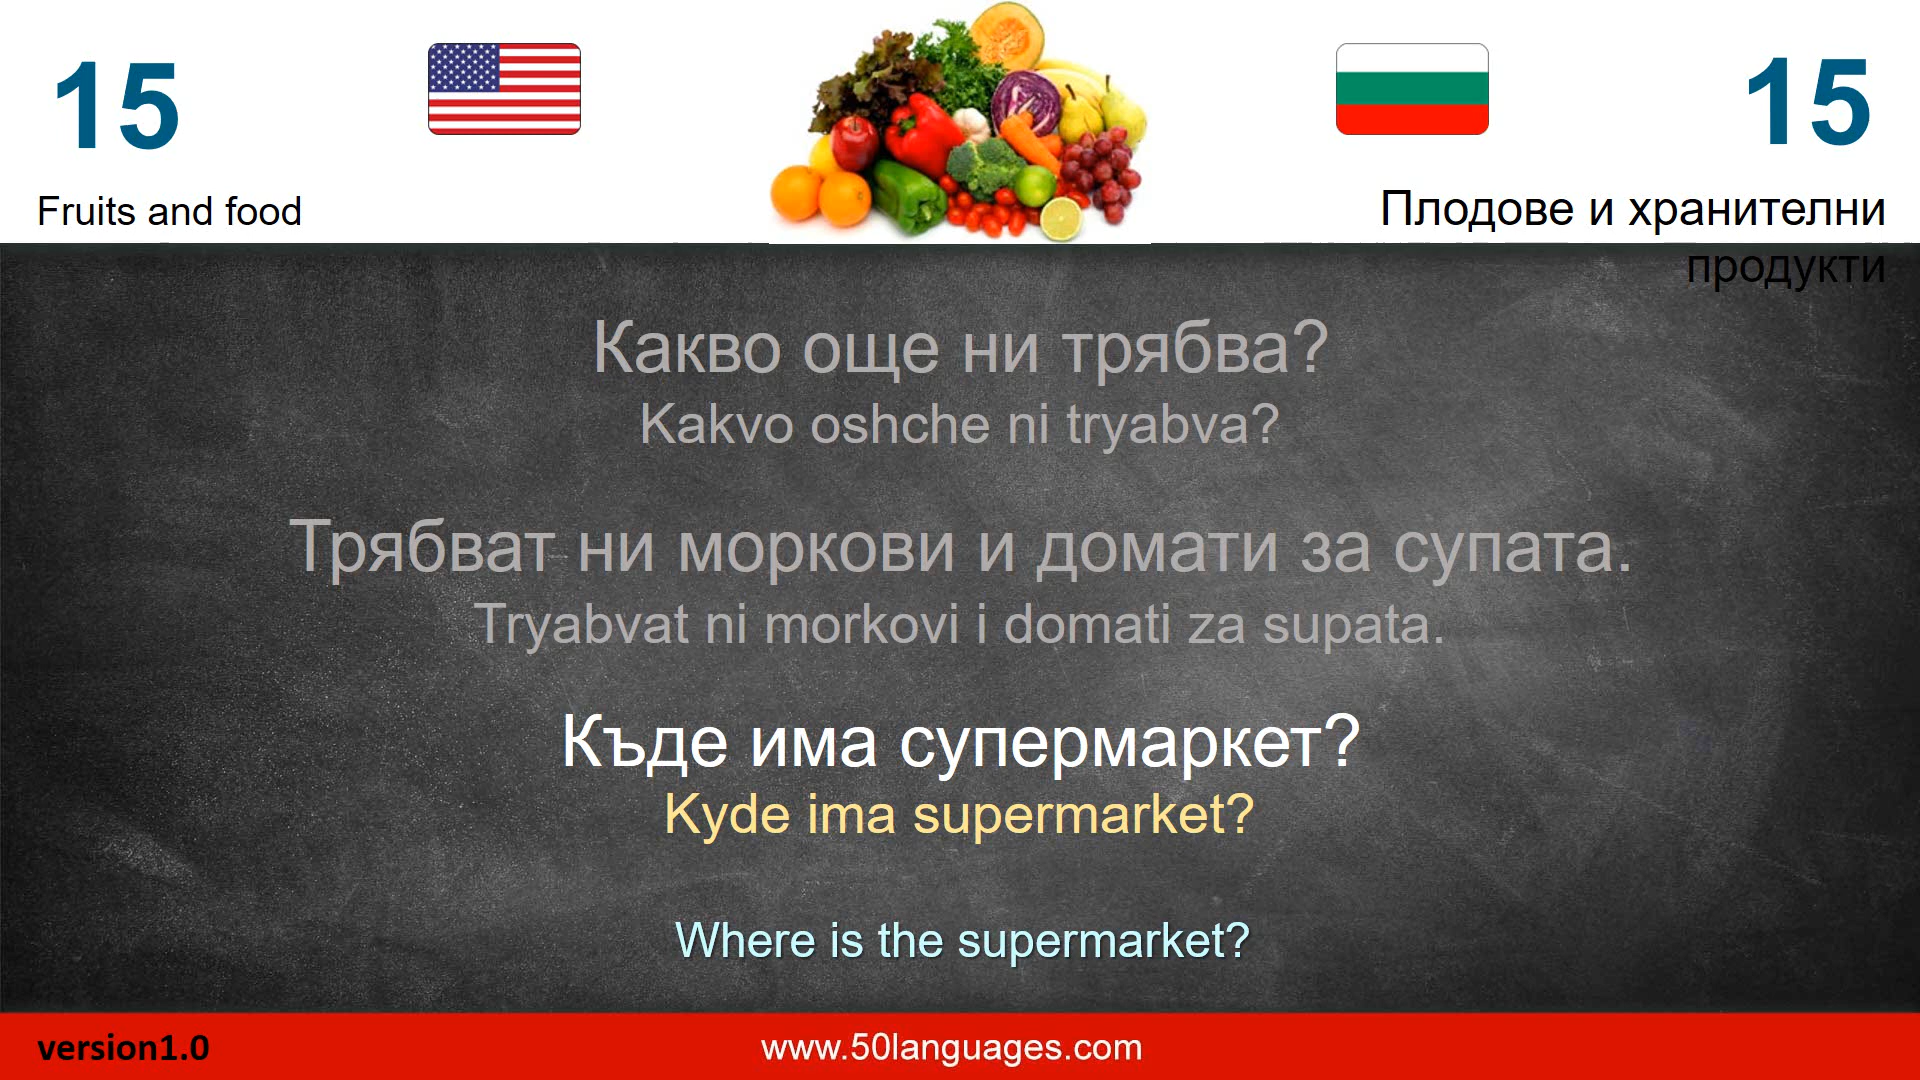 15
15
Fruits and food
Плодове и хранителни
продукти
Какво още ни трябва?
Kakvo oshche ni tryabva?
Трябват ни моркови и домати за супата.
Tryabvat ni morkovi i domati za supata.
Къде има супермаркет?
Kyde ima supermarket?
Where is the supermarket?
version1.0
www.50languages.com